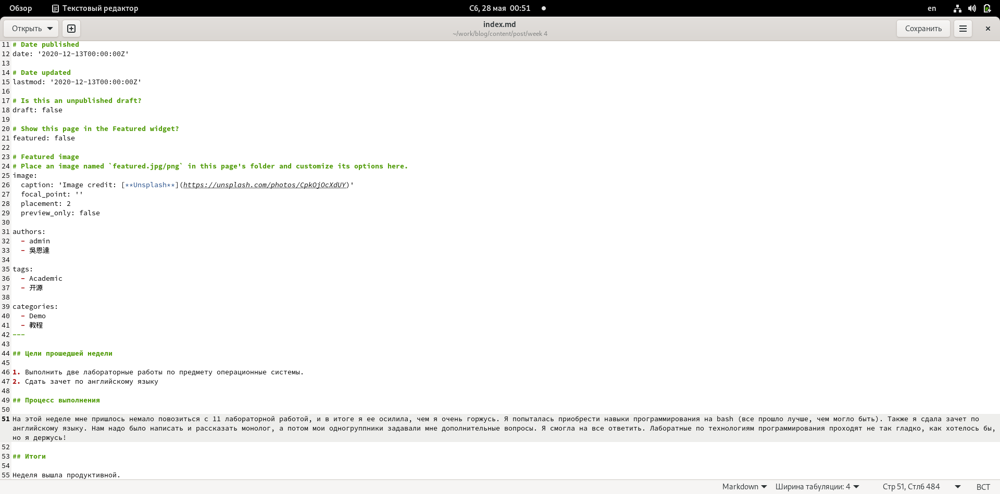 Обзор
Текстовый редактор
Сб, 28 мая 00:51
en
Открыть
index.md
~/work/blog/content/post/week 4
Сохранить
11 # Date published
12 date: '2020-12-13T00:00:00Z'
13
14 # Date updated
15 lastmod: '2020-12-13T00:00:00Z'
16
17 # Is this an unpublished draft?
18 draft: false
19
20 # Show this page in the Featured widget?
21 featured: false
22
23 # Featured image
24 # Place an image named `featured.jpg/png` in this page's folder and customize its options here.
25 image:
26   caption: 'Image credit: [**Unsplash**](https://unsplash.com/photos/CpkOjOcXdUY)'
27   focal_point: ''
28   placement: 2
29   preview_only: false
30
31 authors:
32   - admin
33   - 吳恩達
34
35 tags:
36   - Academic
37   - 开源
38
39 categories:
40   - Demo
41   - 教程
42 ---
43
44 ## Цели прошедшей недели
45
46 1. Выполнить две лабораторные работы по предмету операционные системы.
47 2. Сдать зачет по английскому языку
48
49 ## Процесс выполнения
50
51 На этой неделе мне пришлось немало повозиться с 11 лабораторной работой, и в итоге я ее осилила, чем я очень горжусь. Я попыталась приобрести навыки программирования на bash (все прошло лучше, чем могло быть). Также я сдала зачет по
английскому языку. Нам надо было написать и рассказать монолог, а потом мои одногруппники задавали мне дополнительные вопросы. Я смогла на все ответить. Лаборатные по технологиям программирования проходят не так гладко, как хотелось бы,
но я держусь!
52
53 ## Итоги
54
55 Неделя вышла продуктивной.
Markdown
Ширина табуляции: 4
Стр 51, Стлб 484
ВСТ